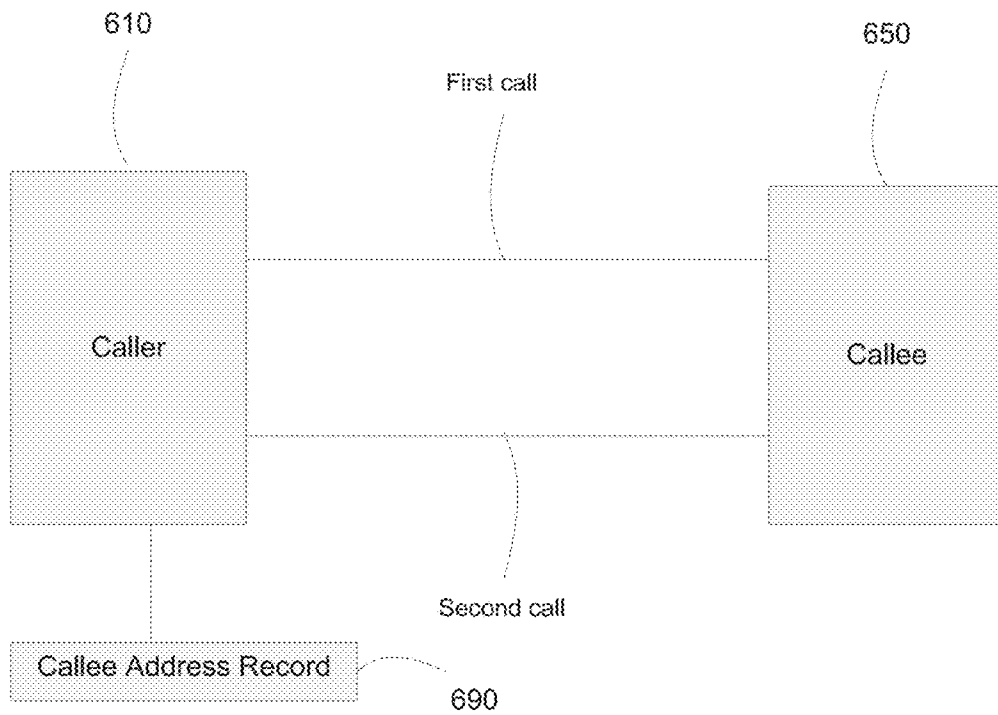 610
650
First call
Caller
Callee
Second call
Callee Address Record
690